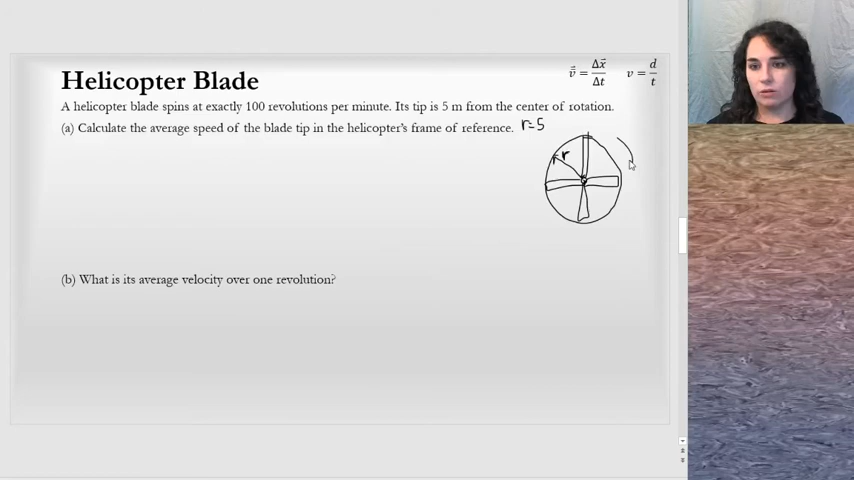 Helicopter Blade
v⃗ = Δx⃗/Δt v = d/t
A helicopter blade spins at exactly 100 revolutions per minute. Its tip is 5 m from the center of rotation.
(a) Calculate the average speed of the blade tip in the helicopter's frame of reference. r=5
r
(b) What is its average velocity over one revolution?